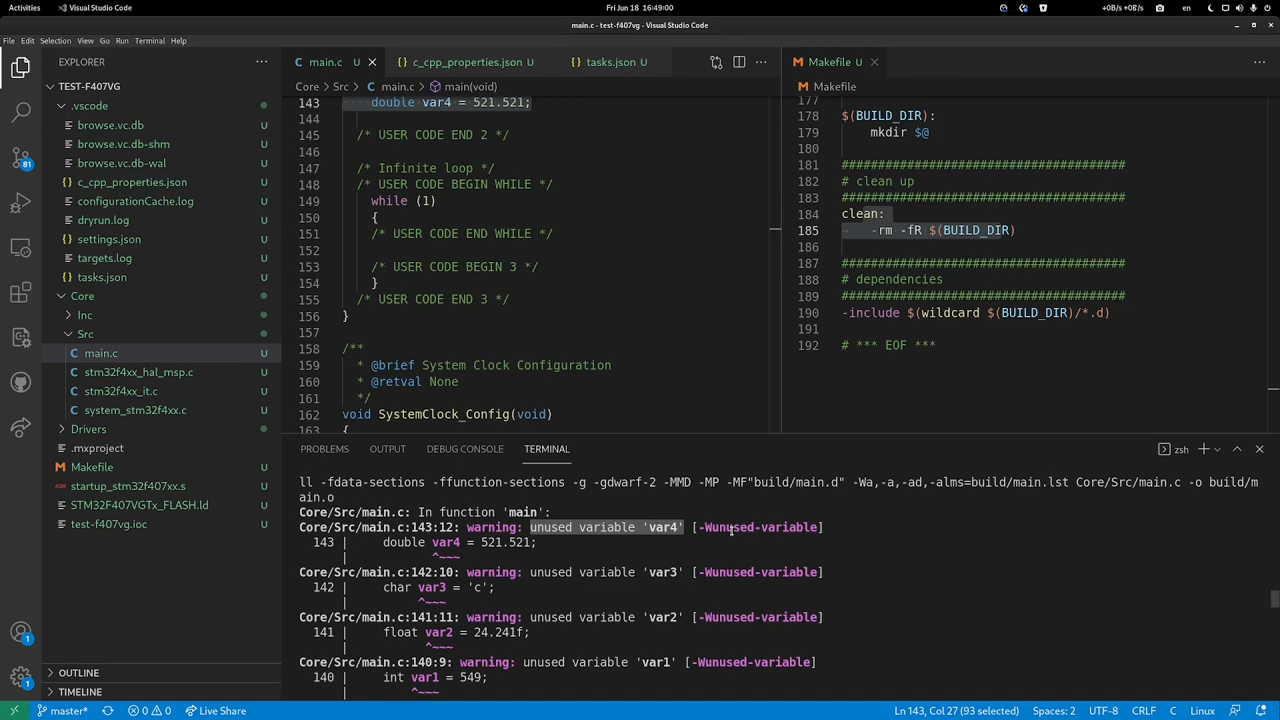 Activities
Visual Studio Code
Fri Jun 18 16:49:00
+0B/s +0B/s
en
main.c - test-f407vg - Visual Studio Code
File Edit Selection View Go Run Terminal Help
EXPLORER
TEST-F407VG
.vscode
browse.vc.db
browse.vc.db-shm
browse.vc.db-wal
c_cpp_properties.json U
configurationCache.log U
dryrun.log U
settings.json U
targets.log U
tasks.json U
Core
Inc
Src
main.c U
stm32f4xx_hal_msp.c U
stm32f4xx_it.c U
system_stm32f4xx.c U
Drivers
.mxproject
Makefile U
startup_stm32f407xx.s U
STM32F407VGTx_FLASH.ld U
test-f407vg.ioc U
OUTLINE
TIMELINE
81
1
1
main.c U
c_cpp_properties.json U
tasks.json U
Core > Src > main.c > main(void)
143 double var4 = 521.521;
144
145 /* USER CODE END 2 */
146
147 /* Infinite loop */
148 /* USER CODE BEGIN WHILE */
149 while (1)
150 {
151 /* USER CODE END WHILE */
152
153 /* USER CODE BEGIN 3 */
154 }
155 /* USER CODE END 3 */
156 }
157
158 /**
159 * @brief System Clock Configuration
160 * @retval None
161 */
162 void SystemClock_Config(void)
163 {
Makefile U
Makefile
177
178 $(BUILD_DIR):
179 mkdir $@
180
181 #######################################
182 # clean up
183 #######################################
184 clean:
185 -rm -fR $(BUILD_DIR)
186
187 #######################################
188 # dependencies
189 #######################################
190 -include $(wildcard $(BUILD_DIR)/*.d)
191
192 # *** EOF ***
PROBLEMS OUTPUT DEBUG CONSOLE TERMINAL
zsh
ll -fdata-sections -ffunction-sections -g -gdwarf-2 -MMD -MP -MF"build/main.d" -Wa,-a,-ad,-alms=build/main.lst Core/Src/main.c -o build/m
ain.o
Core/Src/main.c: In function 'main':
Core/Src/main.c:143:12: warning: unused variable 'var4' [-Wunused-variable]
143 | double var4 = 521.521;
| ^~~~
Core/Src/main.c:142:10: warning: unused variable 'var3' [-Wunused-variable]
142 | char var3 = 'c';
| ^~~~
Core/Src/main.c:141:11: warning: unused variable 'var2' [-Wunused-variable]
141 | float var2 = 24.241f;
| ^~~~
Core/Src/main.c:140:9: warning: unused variable 'var1' [-Wunused-variable]
140 | int var1 = 549;
| ^~~~
master*
0 0
Live Share
Ln 143, Col 27 (93 selected)
Spaces: 2
UTF-8
CRLF
C
Linux